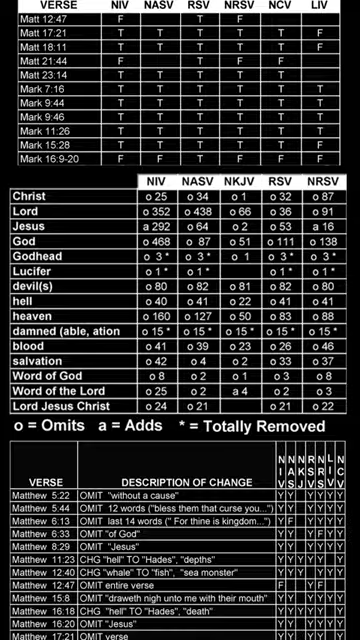 VERSE NIV NASV RSV NRSV NCV LIV
Matt 12:47 F T F
Matt 17:21 T T T T T F
Matt 18:11 T T T T T F
Matt 21:44 F T F F
Matt 23:14 T T T T T
Mark 7:16 T T T T T T
Mark 9:44 T T T T T T
Mark 9:46 T T T T T T
Mark 11:26 T T T T T T
Mark 15:28 T T T T T F
Mark 16:9-20 F F T F F F
NIV NASV NKJV RSV NRSV
Christ o 25 o 34 o 1 o 32 o 87
Lord o 352 o 438 o 66 o 36 o 91
Jesus a 292 o 64 o 2 o 53 a 16
God o 468 o 87 o 51 o 111 o 138
Godhead o 3 * o 3 * o 1 o 3 * o 3 *
Lucifer o 1 * o 1 * o 1 * o 1 *
devil(s) o 80 o 82 o 81 o 82 o 80
hell o 40 o 41 o 22 o 41 o 41
heaven o 160 o 127 o 50 o 83 o 88
damned (able, ation o 15 * o 15 * o 15 * o 15 * o 15 *
blood o 41 o 39 o 23 o 26 o 46
salvation o 42 o 4 o 2 o 33 o 37
Word of God o 8 o 2 o 1 o 3 o 8
Word of the Lord o 25 o 2 a 4 o 2 o 3
Lord Jesus Christ o 24 o 21 o 21 o 22
o = Omits a = Adds * = Totally Removed
VERSE DESCRIPTION OF CHANGE NIV NAS NKJ RSV NRS LIV NCV
Matthew 5:22 OMIT "without a cause"
Matthew 5:44 OMIT 12 words ("bless them that curse you...")
Matthew 6:13 OMIT last 14 words (" For thine is kingdom...")
Matthew 6:33 OMIT "of God"
Matthew 8:29 OMIT "Jesus"
Matthew 11:23 CHG "hell" TO "Hades", "depths"
Matthew 12:40 CHG "whale" TO "fish", "sea monster"
Matthew 12:47 OMIT entire verse
Matthew 15:8 OMIT "draweth nigh unto me with their mouth"
Matthew 16:18 CHG "hell" TO "Hades", "death"
Matthew 16:20 OMIT "Jesus"
Matthew 17:21 OMIT verse